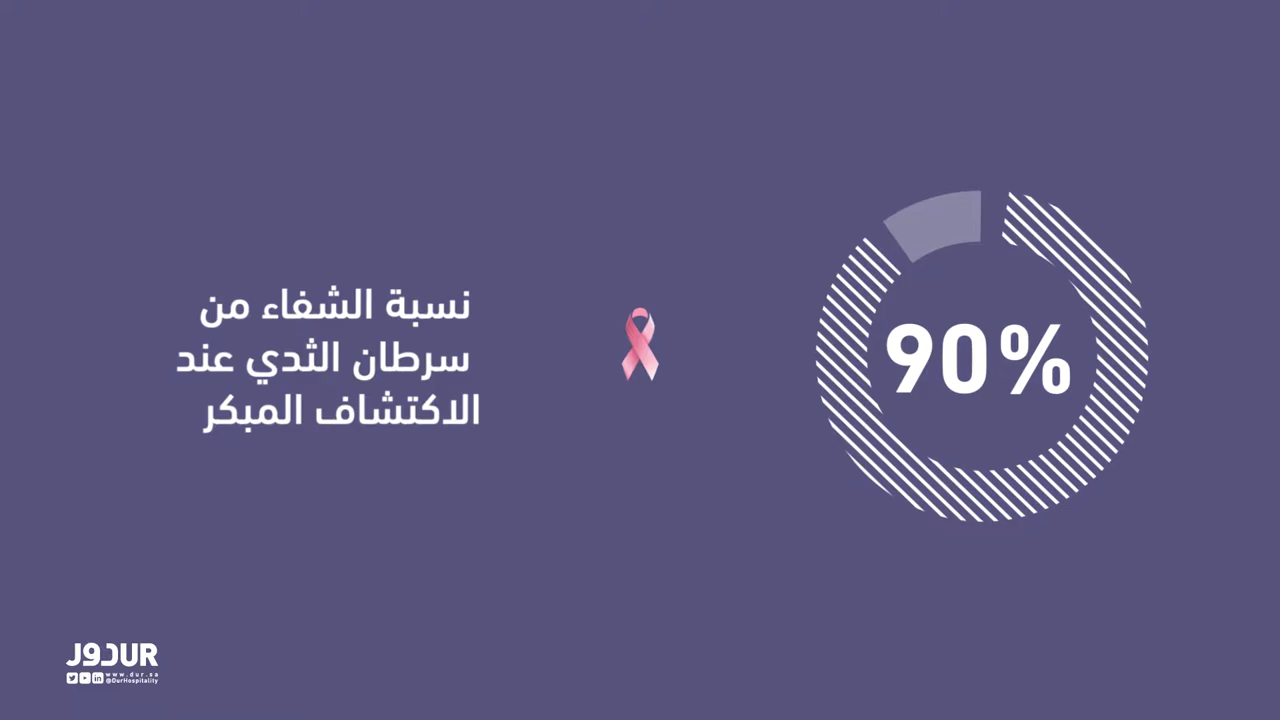 90%
نسبة الشفاء من
سرطان الثدي عند
الاكتشاف المبكر
دور DUR
www.dur.sa
@DurHospitality